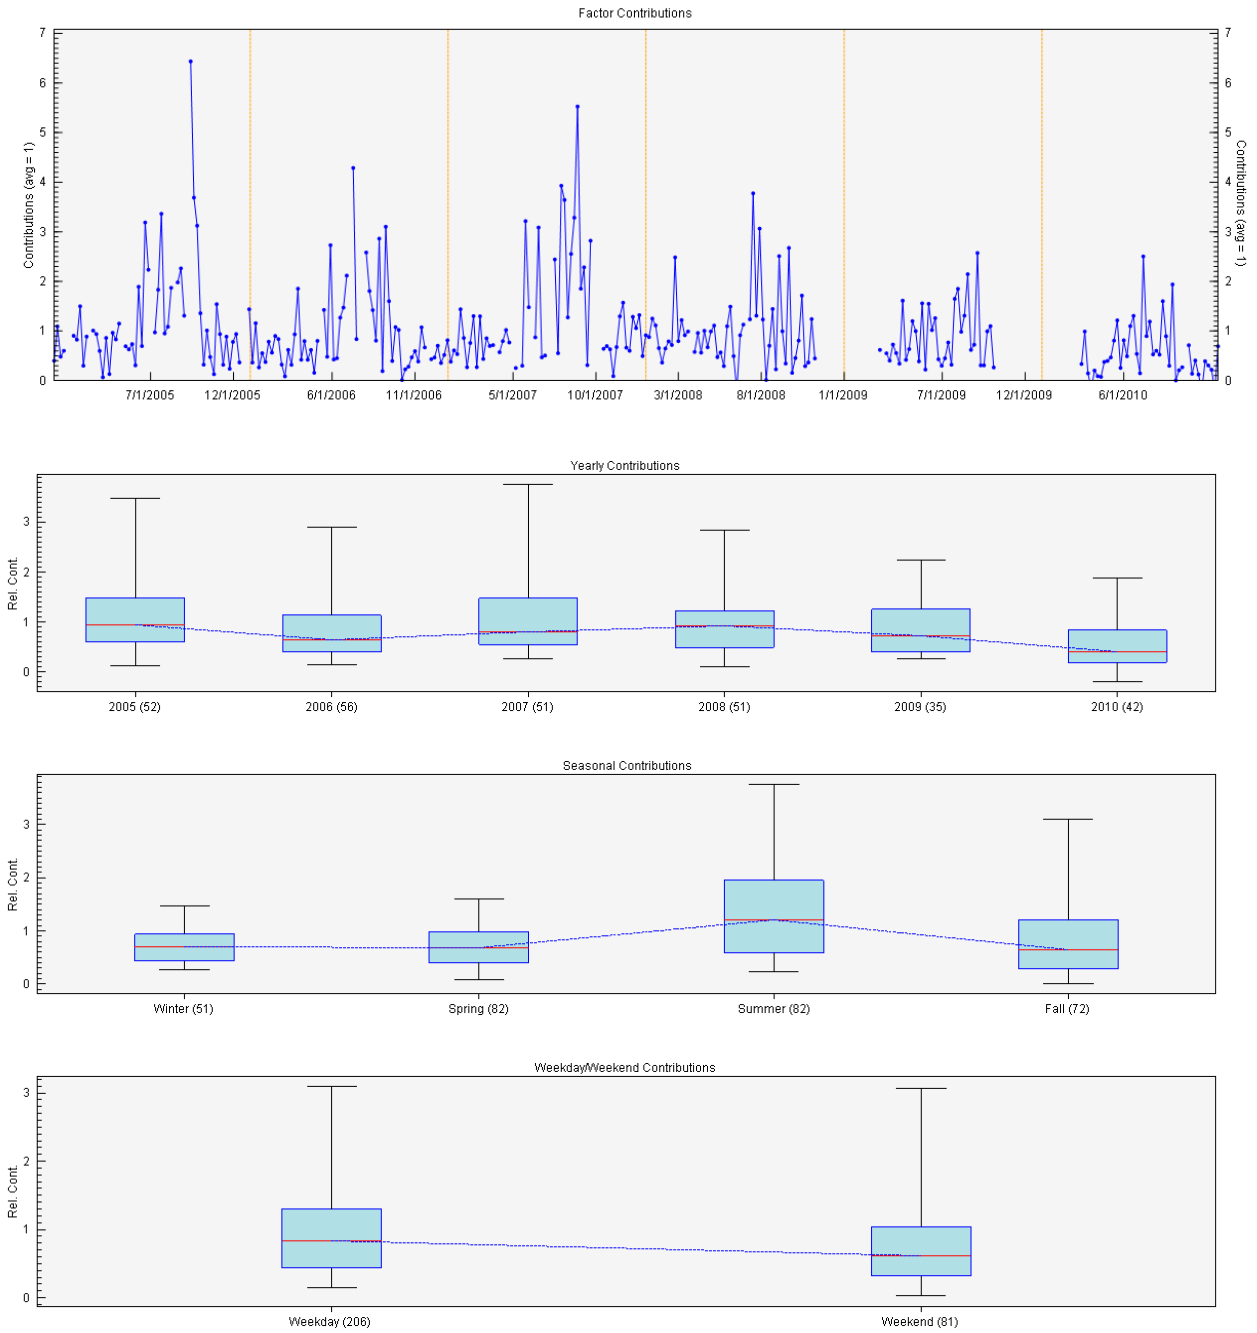 Factor Contributions
7
6
5
4
3
2
1
0
Contributions (avg = 1)
7
6
5
4
3
2
1
0
Contributions (avg = 1)
7/1/2005 12/1/2005 6/1/2006 11/1/2006 5/1/2007 10/1/2007 3/1/2008 8/1/2008 1/1/2009 7/1/2009 12/1/2009 6/1/2010
Yearly Contributions
Rel. Cont.
3
2
1
0
2005 (52) 2006 (56) 2007 (51) 2008 (51) 2009 (35) 2010 (42)
Seasonal Contributions
Rel. Cont.
3
2
1
0
Winter (51) Spring (82) Summer (82) Fall (72)
Weekday/Weekend Contributions
Rel. Cont.
3
2
1
0
Weekday (206) Weekend (81)